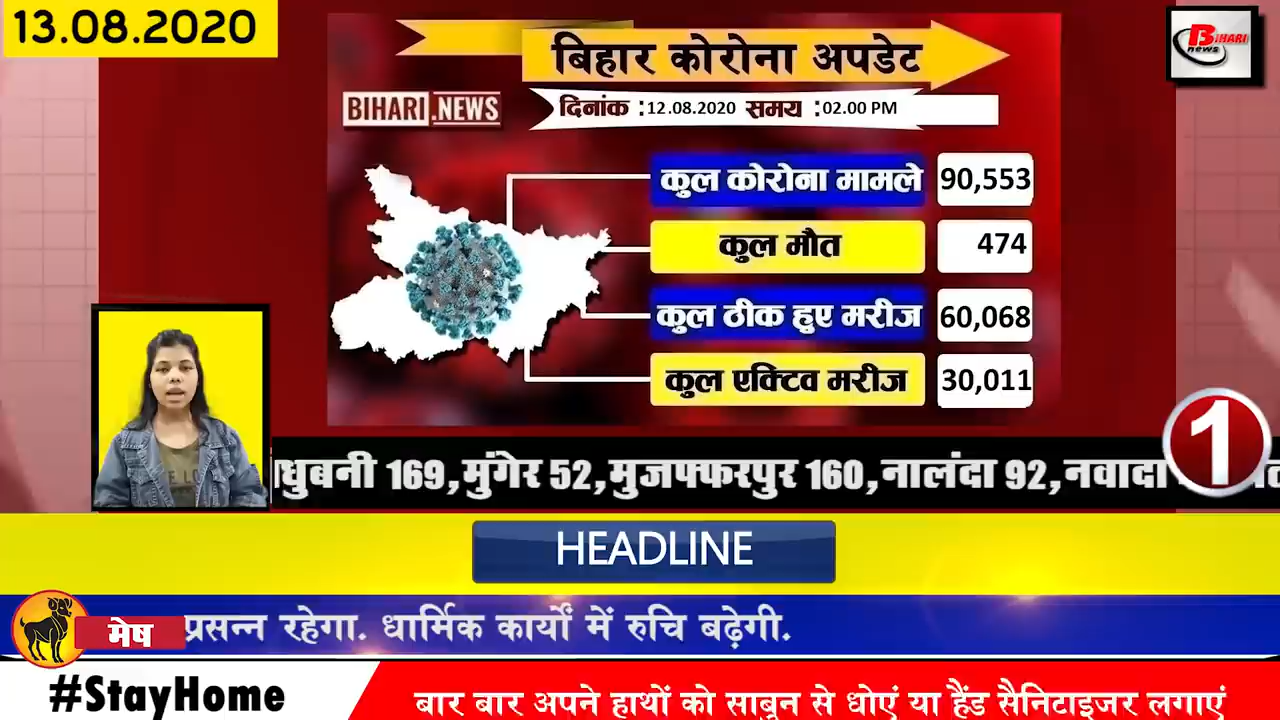 13.08.2020
BIHARI news
बिहार कोरोना अपडेट
BIHARI.NEWS
दिनांक :12.08.2020 समय :02.00 PM
कुल कोरोना मामले 90,553
कुल मौत 474
कुल ठीक हुए मरीज 60,068
कुल एक्टिव मरीज 30,011
1
धुबनी 169,मुंगेर 52,मुजफ्फरपुर 160,नालंदा 92,नवादा
HEADLINE
मेष प्रसन्न रहेगा. धार्मिक कार्यों में रुचि बढ़ेगी.
#StayHome
बार बार अपने हाथों को साबुन से धोएं या हैंड सैनिटाइजर लगाएं